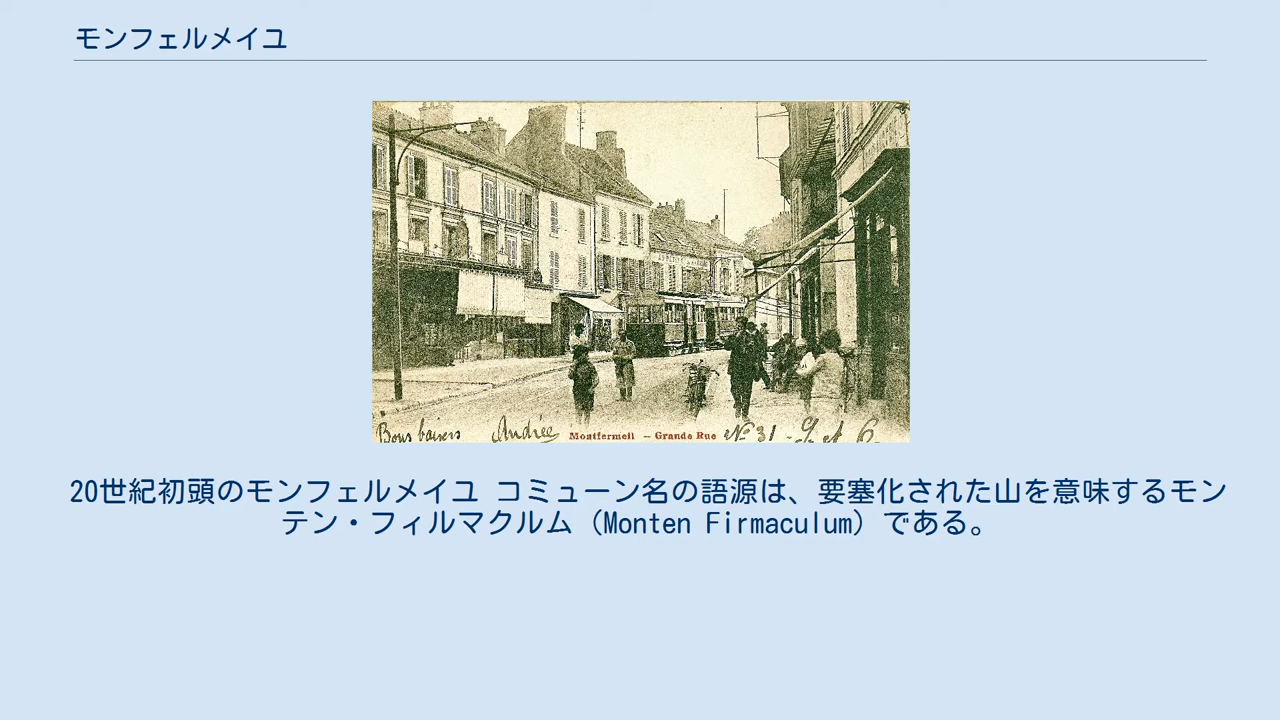 モンフェルメイユ
Bons baisers Andrée Montfermeil - Grande Rue
20世紀初頭のモンフェルメイユ コミューン名の語源は、要塞化された山を意味するモン
テン・フィルマクルム（Monten Firmaculum）である。